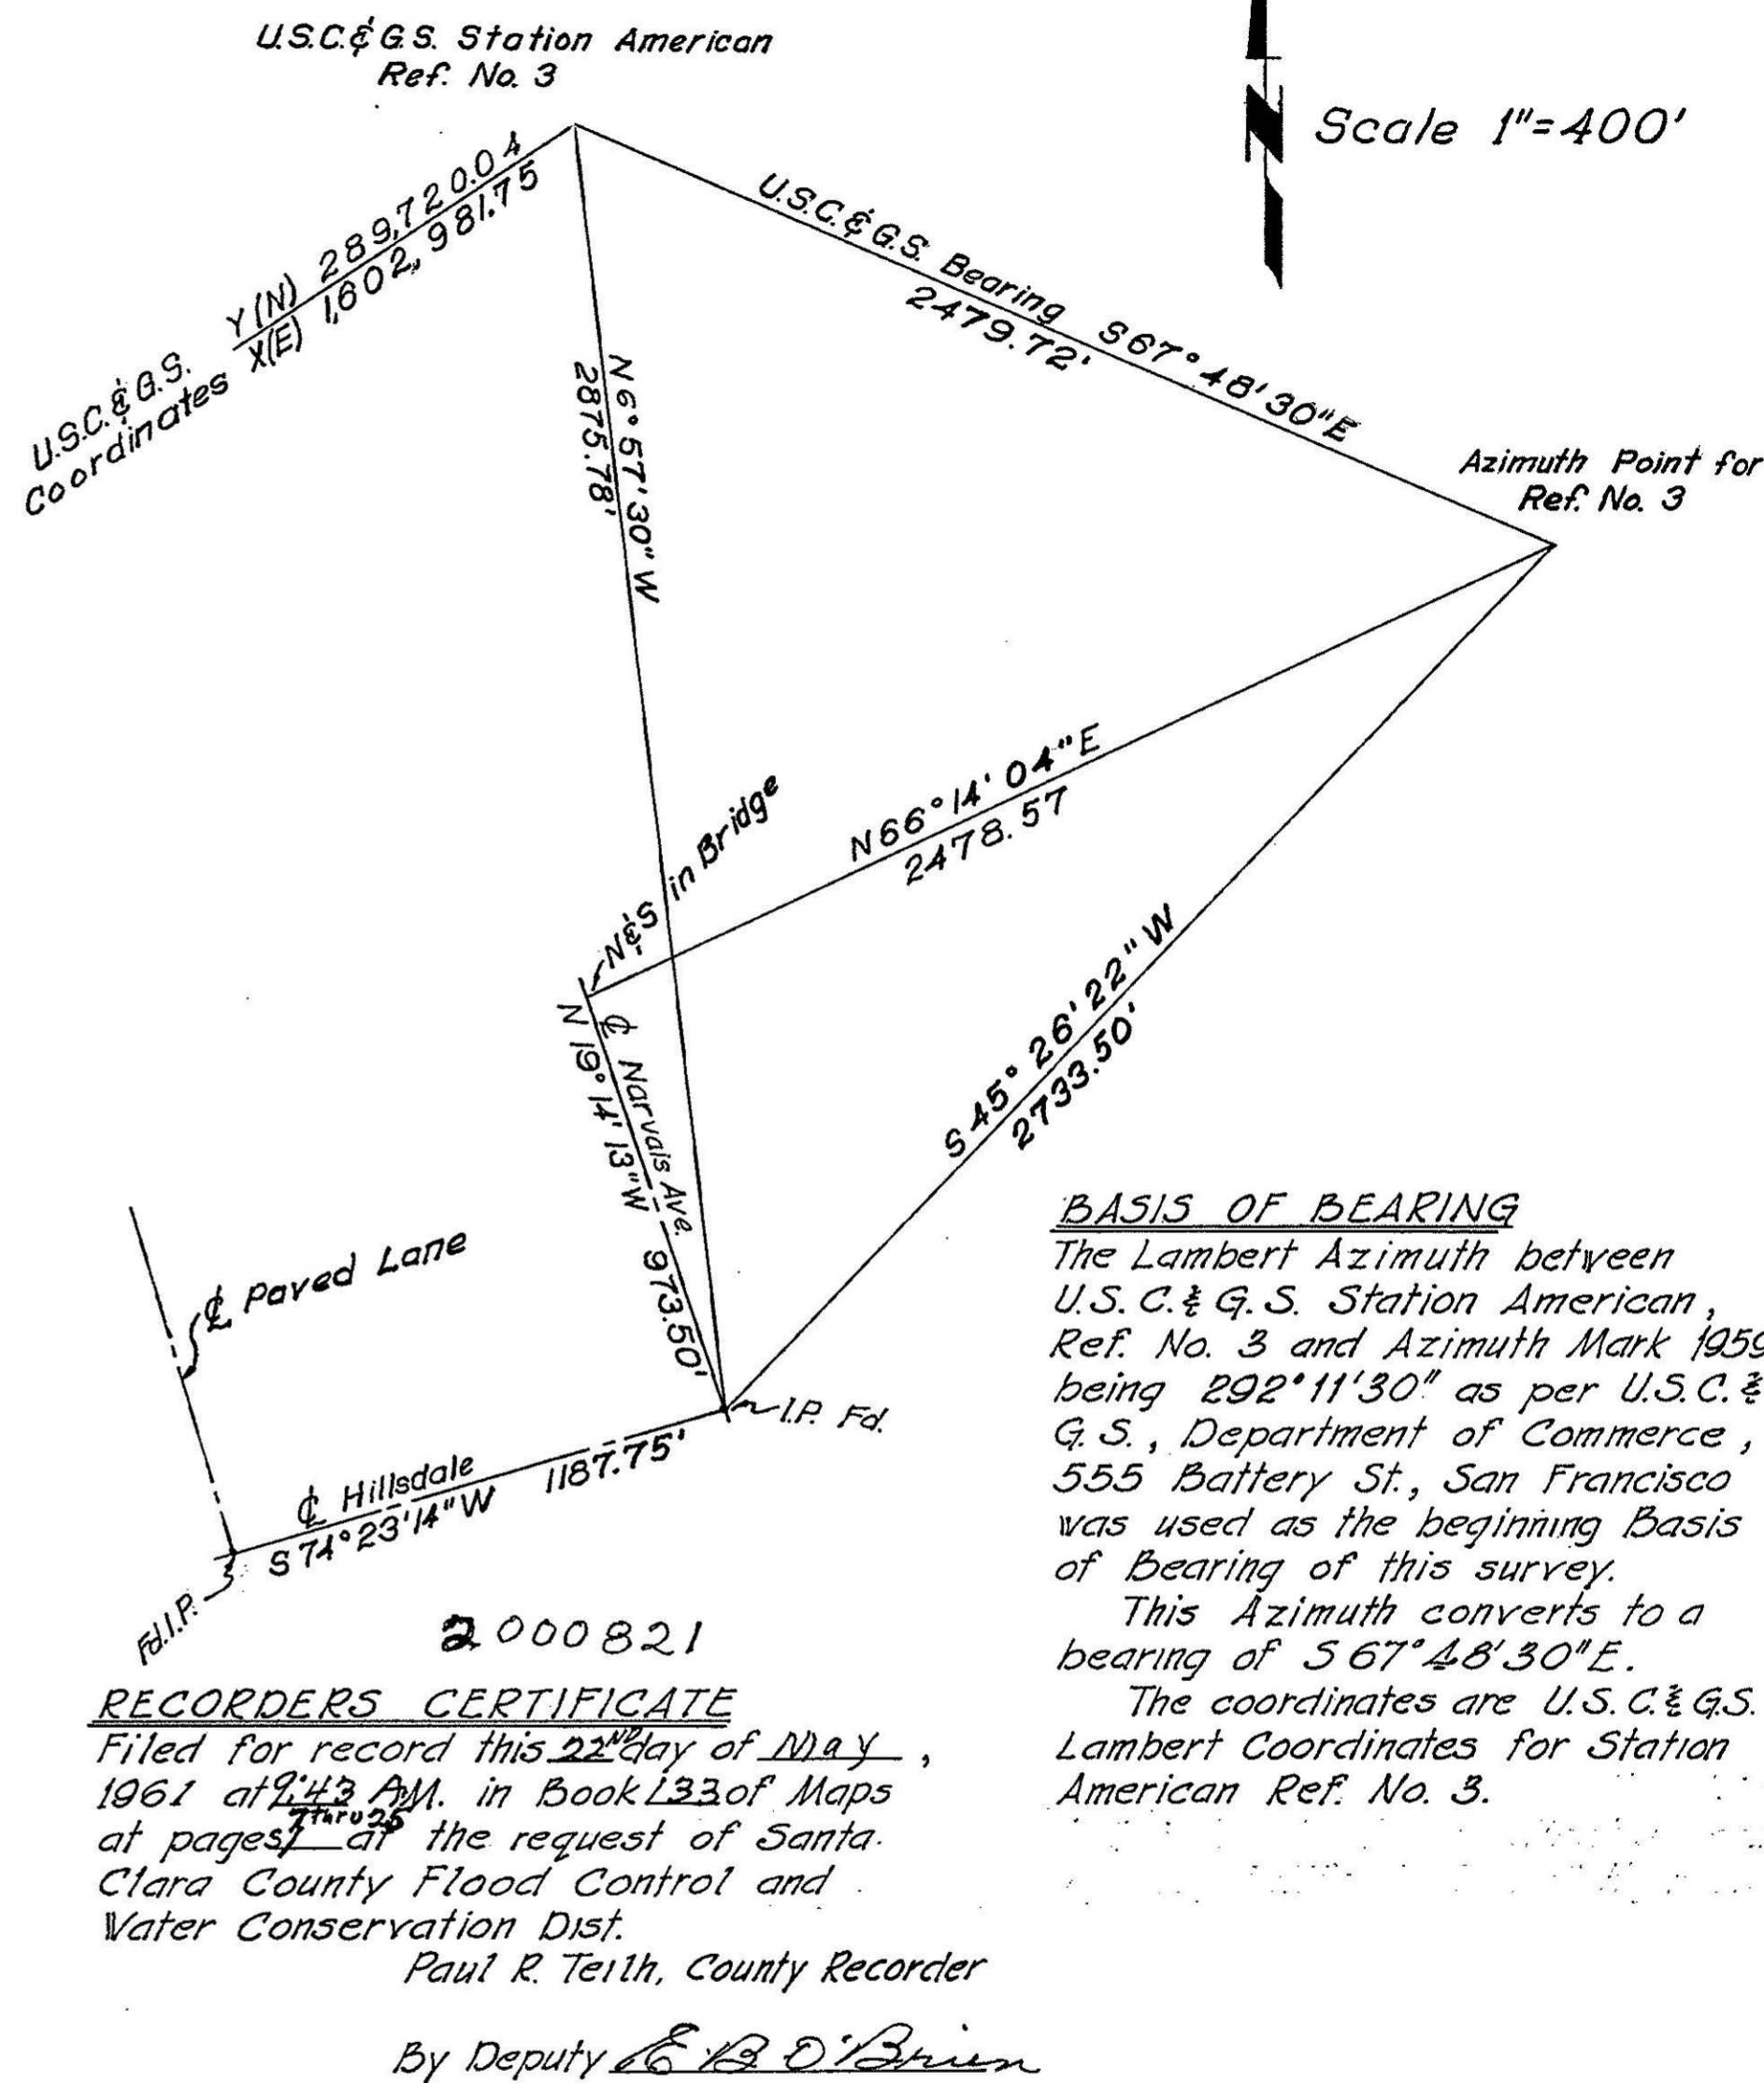 U.S.C.&G.S. Station American
Ref. No. 3
Scale 1"=400'
N
U.S.C.&G.S.
Coordinates
Y(N) 289,720.04
X(E) 1,602,981.75
U.S.C.&G.S. Bearing S67°48'30"E
2479.72'
N6°57'30"W
2875.78'
Azimuth Point for
Ref. No. 3
N66°14'04"E
2478.57
N&S in Bridge
S45°26'22"W
2733.50'
℄ Narvais Ave.
N 19°14'13"W 973.50'
℄ Paved Lane
I.P. Fd.
℄ Hillsdale
S74°23'14"W 1187.75'
Fd.I.P.
2000821
RECORDERS CERTIFICATE
Filed for record this 22ND day of May,
1961 at 9:43 A.M. in Book 133 of Maps
7 thru 25
at pages at the request of Santa
Clara County Flood Control and
Water Conservation Dist.
Paul R. Teilh, County Recorder
By Deputy E B O'Brien
BASIS OF BEARING
The Lambert Azimuth between
U.S.C.&G.S. Station American,
Ref. No. 3 and Azimuth Mark 1959
being 292°11'30" as per U.S.C.&
G.S., Department of Commerce,
555 Battery St., San Francisco
was used as the beginning Basis
of Bearing of this survey.
This Azimuth converts to a
bearing of S67°48'30"E.
The coordinates are U.S.C.&G.S.
Lambert Coordinates for Station
American Ref. No. 3.